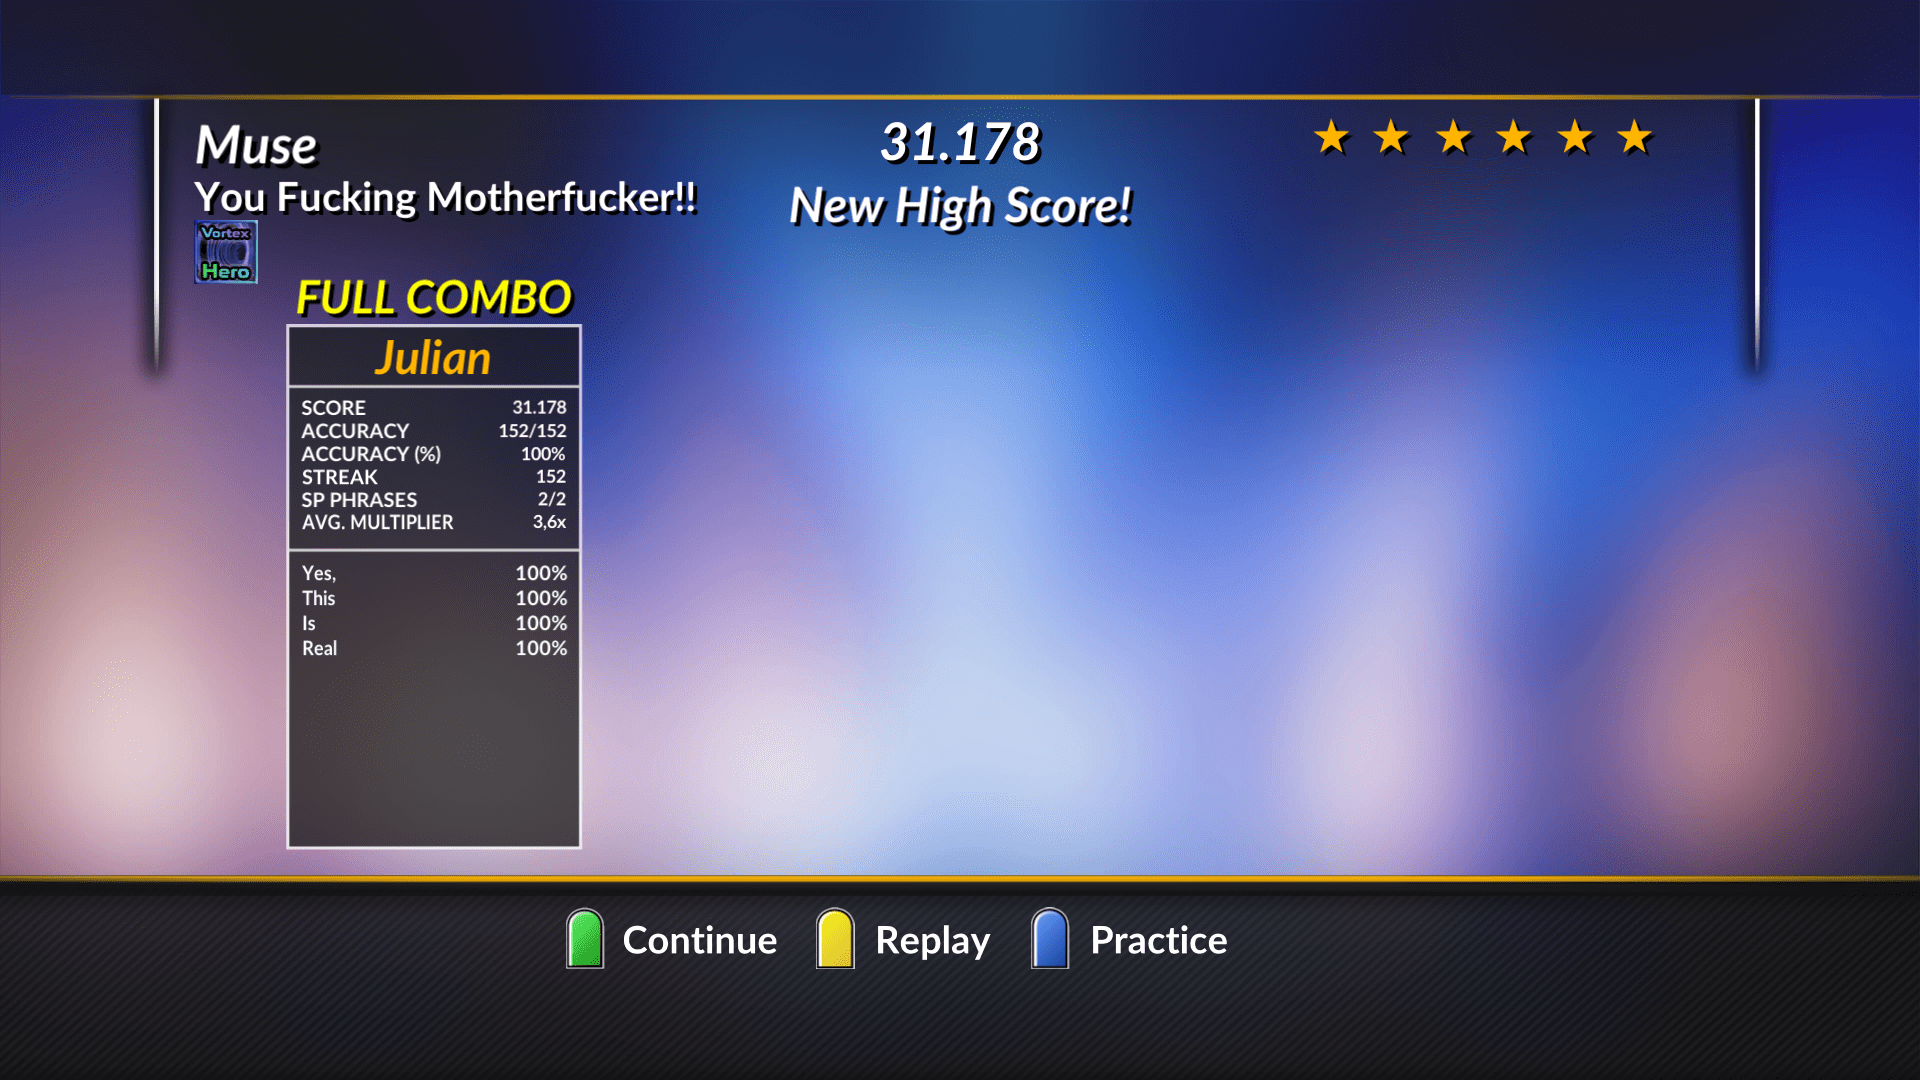 Muse
You Fucking Motherfucker!!
Vortex
Hero
31.178
New High Score!
FULL COMBO
Julian
SCORE 31.178
ACCURACY 152/152
ACCURACY (%) 100%
STREAK 152
SP PHRASES 2/2
AVG. MULTIPLIER 3,6x
Yes, 100%
This 100%
Is 100%
Real 100%
Continue Replay Practice